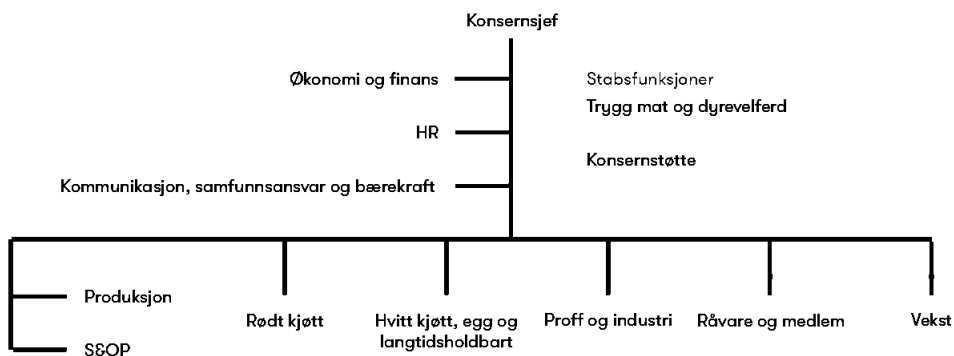 Konsernsjef
Økonomi og finans
Stabsfunksjoner
Trygg mat og dyrevelferd
HR
Konsernstøtte
Kommunikasjon, samfunnsansvar og bærekraft
Produksjon
S&OP
Rødt kjøtt
Hvitt kjøtt, egg og
langtidsholdbart
Proff og industri
Råvare og medlem
Vekst